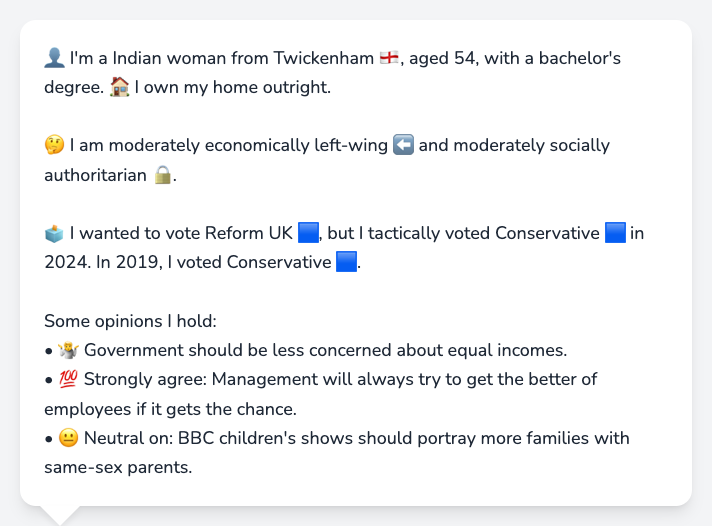 👤 I'm a Indian woman from Twickenham 🏴󠁧󠁢󠁥󠁮󠁧󠁿, aged 54, with a bachelor's
degree. 🏠 I own my home outright.
🤔 I am moderately economically left-wing ⬅️ and moderately socially
authoritarian 🔒.
🗳️ I wanted to vote Reform UK 🟦, but I tactically voted Conservative 🟦 in
2024. In 2019, I voted Conservative 🟦.
Some opinions I hold:
• 🤷 Government should be less concerned about equal incomes.
• 💯 Strongly agree: Management will always try to get the better of
employees if it gets the chance.
• 😐 Neutral on: BBC children's shows should portray more families with
same-sex parents.